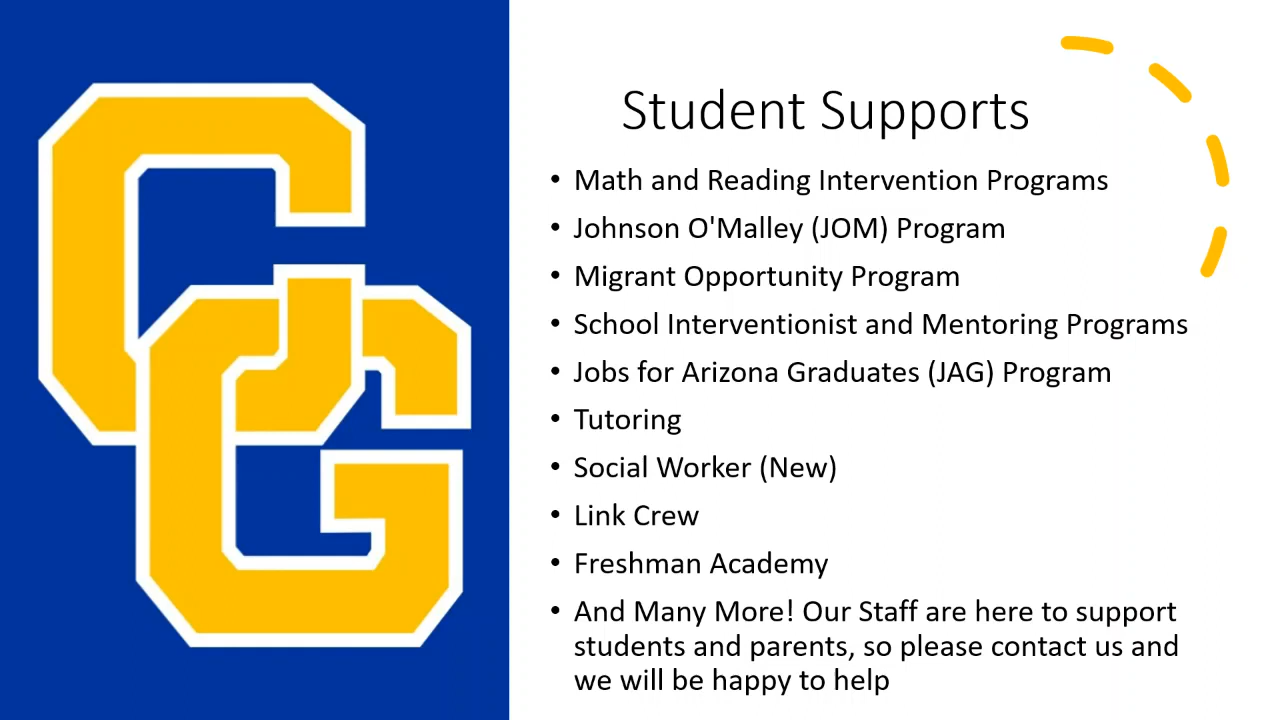 CG
Student Supports
• Math and Reading Intervention Programs
• Johnson O'Malley (JOM) Program
• Migrant Opportunity Program
• School Interventionist and Mentoring Programs
• Jobs for Arizona Graduates (JAG) Program
• Tutoring
• Social Worker (New)
• Link Crew
• Freshman Academy
• And Many More! Our Staff are here to support
students and parents, so please contact us and
we will be happy to help